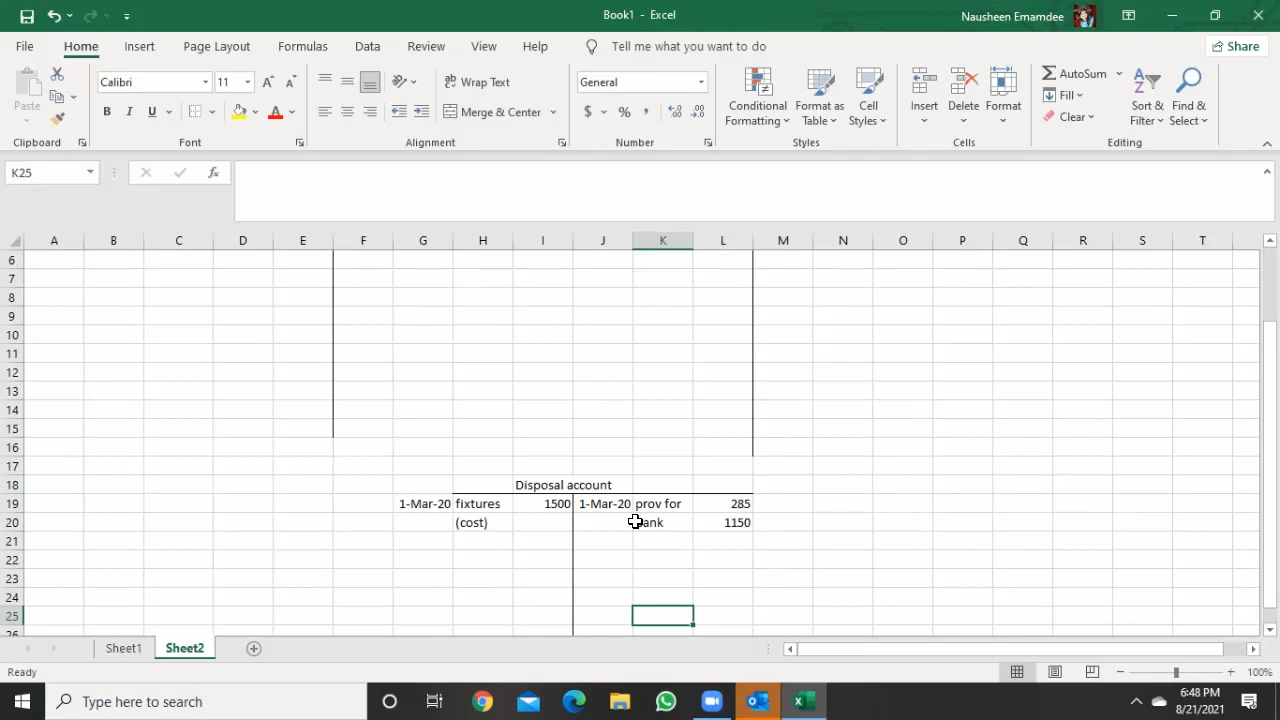 Book1 - Excel
Nausheen Emamdee
File Home Insert Page Layout Formulas Data Review View Help Tell me what you want to do Share
Paste
Calibri 11
B I U A
Wrap Text
Merge & Center
General
$ % ,
Conditional Formatting
Format as Table
Cell Styles
Insert Delete Format
AutoSum
Fill
Clear
Sort & Filter
Find & Select
Clipboard Font Alignment Number Styles Cells Editing
K25 fx
A B C D E F G H I J K L M N O P Q R S T
6
7
8
9
10
11
12
13
14
15
16
17
18 Disposal account
19 1-Mar-20 fixtures 1500 1-Mar-20 prov for 285
20 (cost) 1150
21
22
23
24
25
26
Sheet1 Sheet2
Ready 100%
Type here to search
6:48 PM
8/21/2021